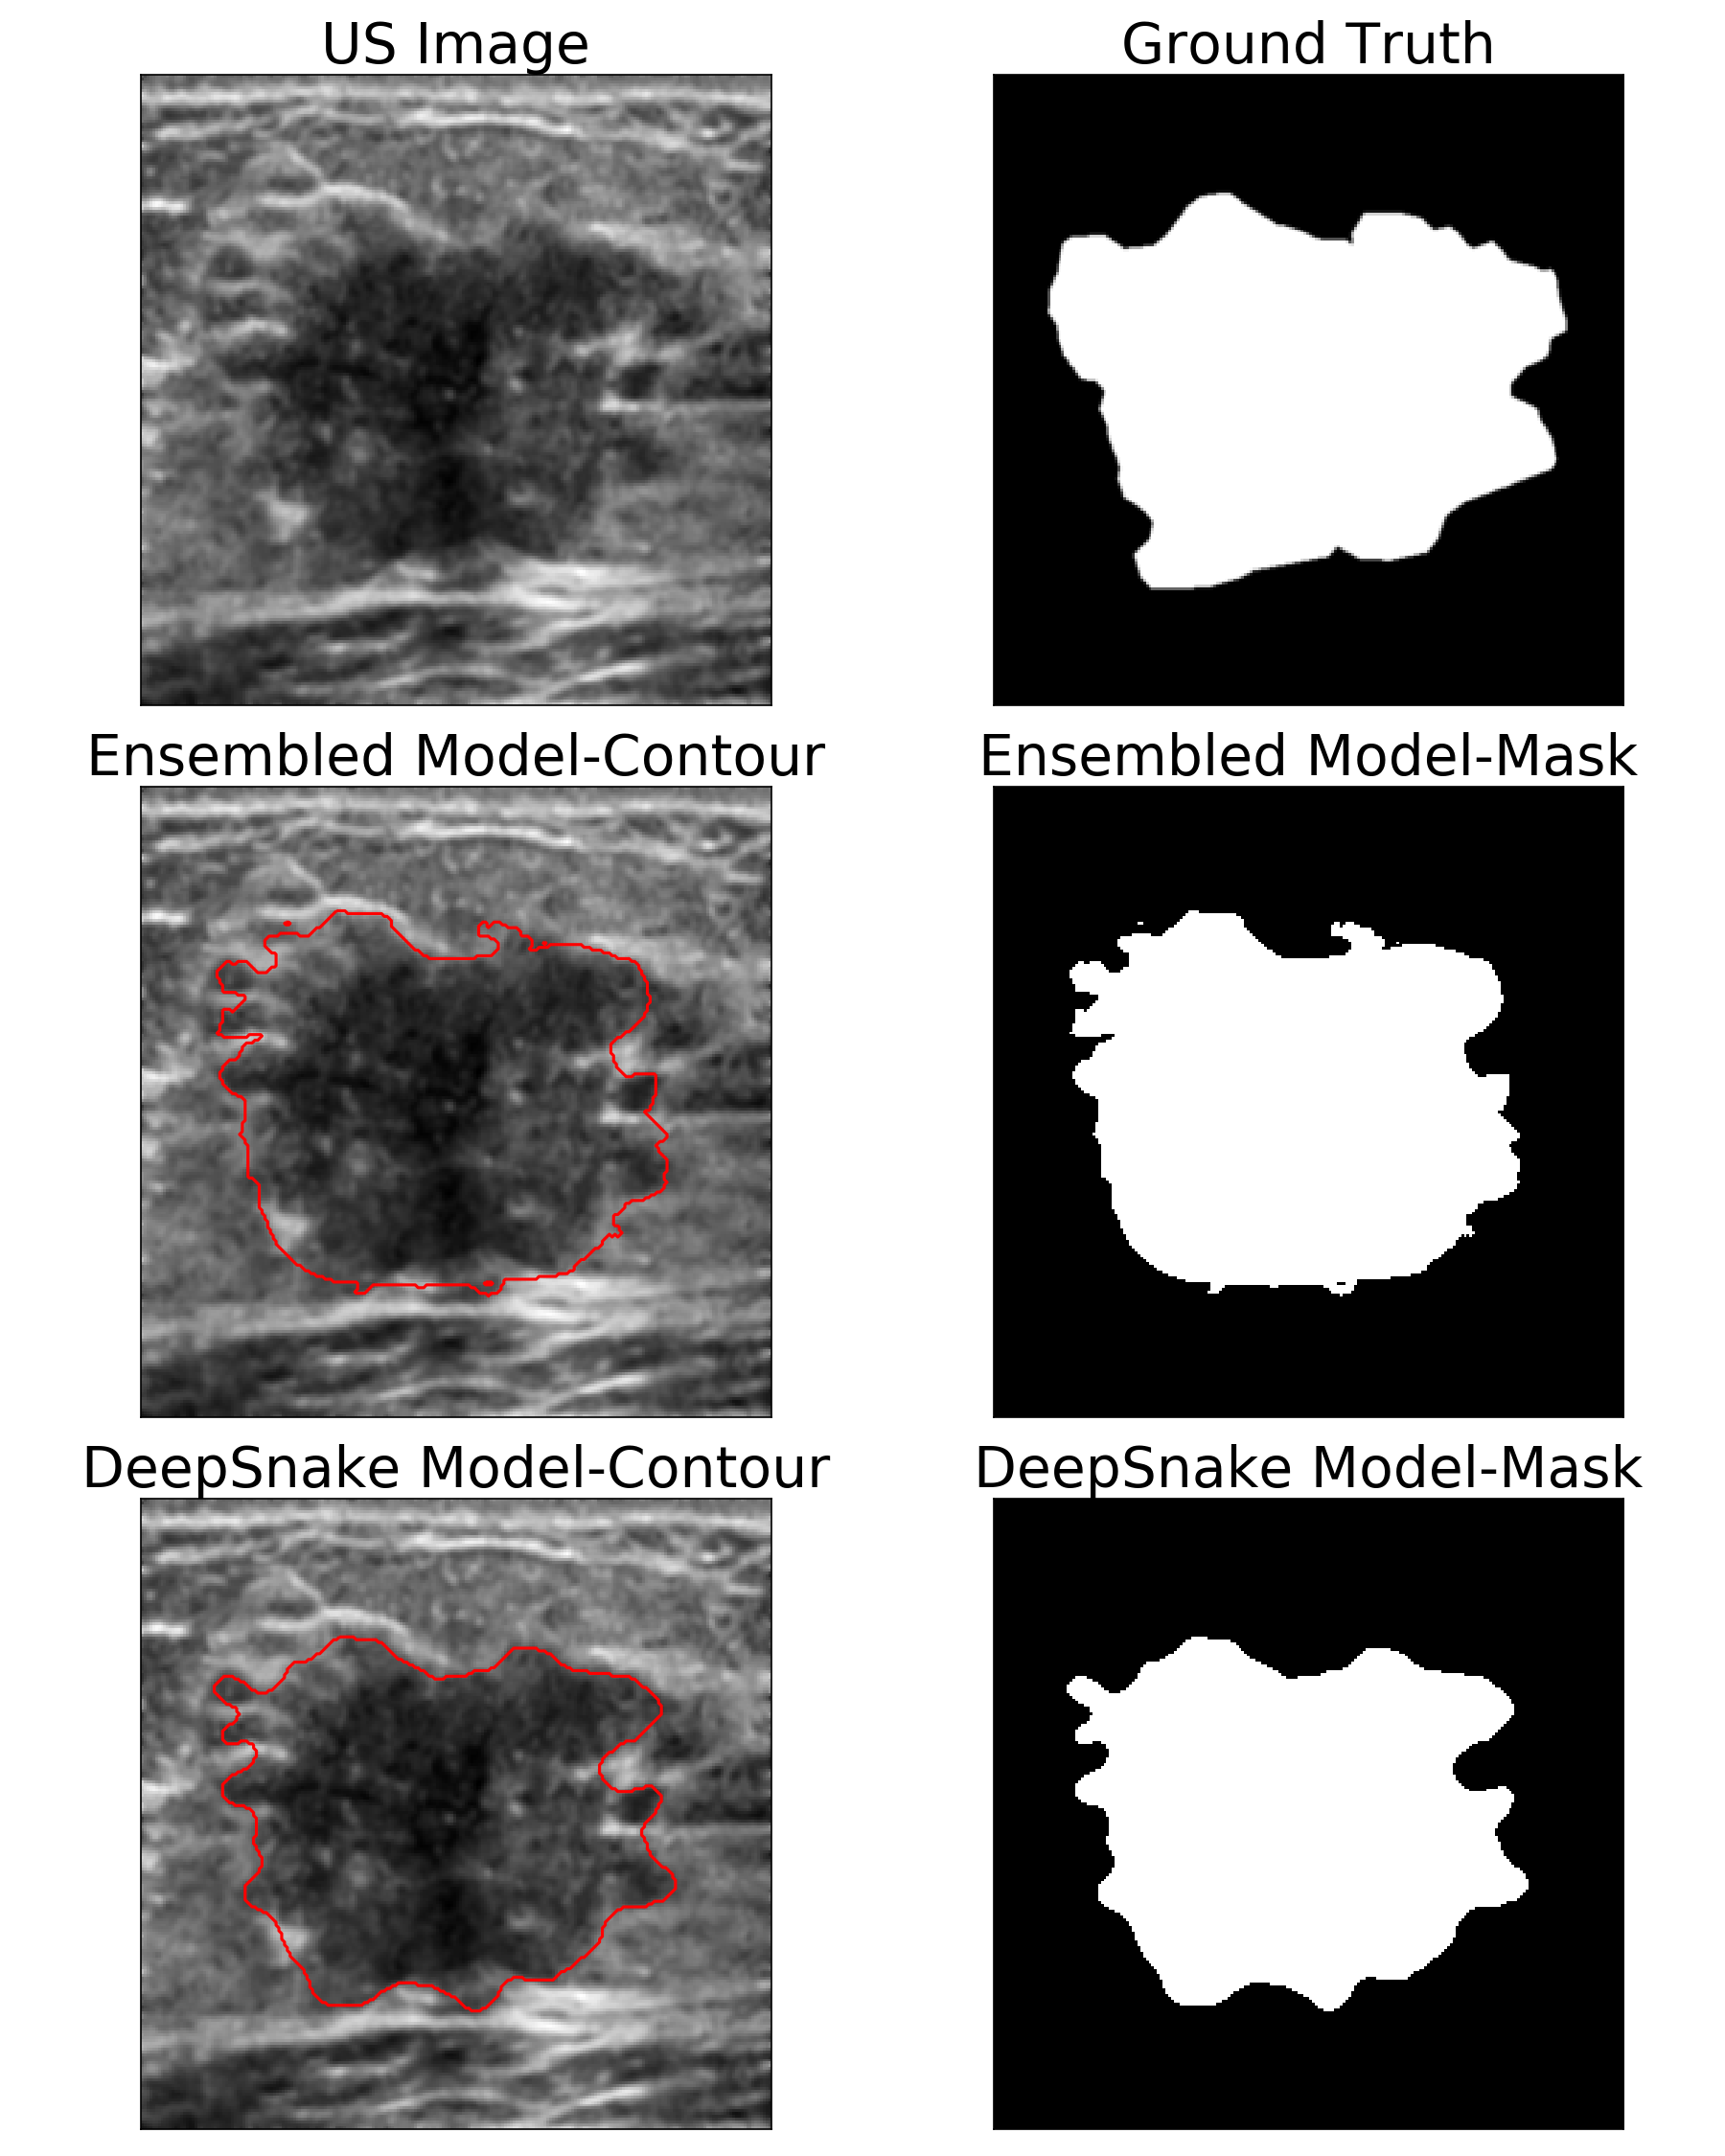 US Image
Ground Truth
Ensembled Model-Contour
Ensembled Model-Mask
DeepSnake Model-Contour
DeepSnake Model-Mask